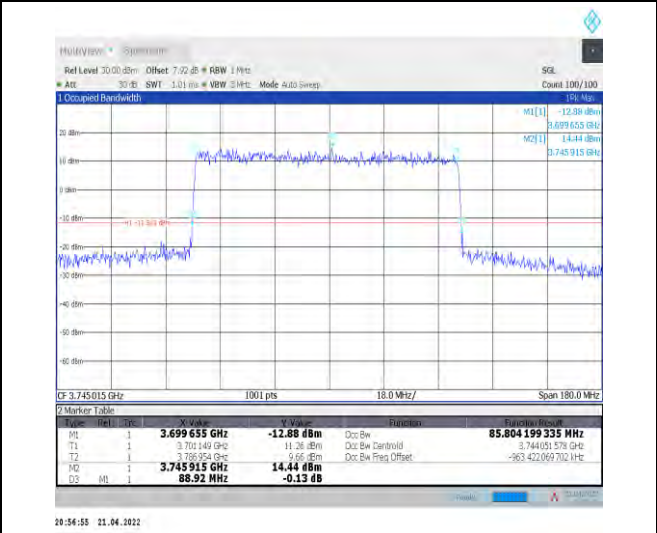 MultiView Spectrum
Ref Level 30.00 dBm Offset 7.92 dB RBW 1 MHz SGL
Att 30 dB SWT 1.01 ms VBW 3 MHz Mode Auto Sweep Count 100/100
1 Occupied Bandwidth 1Pk Max
M1[1] -12.88 dBm
3.699 655 GHz
M2[1] 14.44 dBm
3.745 915 GHz
20 dBm
10 dBm
0 dBm
-10 dBm
-20 dBm
-30 dBm
-40 dBm
-50 dBm
-60 dBm
CF 3.745015 GHz 1001 pts 18.0 MHz/ Span 180.0 MHz
2 Marker Table
Type Ref Trc X-Value Y-Value Function Function Result
M1 1 3.699 655 GHz -12.88 dBm Occ Bw 85.804 199 335 MHz
T1 1 3.701 149 GHz 11.26 dBm Occ Bw Centroid 3.744 051 578 GHz
T2 1 3.786 954 GHz 9.66 dBm Occ Bw Freq Offset -963.422 069 702 kHz
M2 1 3.745 915 GHz 14.44 dBm
D3 M1 1 88.92 MHz -0.13 dB
20:56:55 21.04.2022